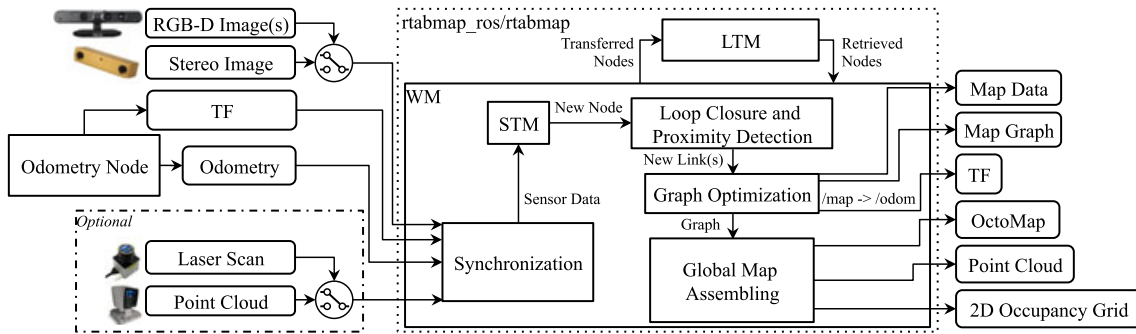 RGB-D Image(s)
Stereo Image
TF
Odometry Node
Odometry
Optional
Laser Scan
Point Cloud
rtabmap_ros/rtabmap
Transferred
Nodes
LTM
Retrieved
Nodes
WM
STM
New Node
Loop Closure and
Proximity Detection
New Link(s)
Graph Optimization
/map -> /odom
Sensor Data
Graph
Synchronization
Global Map
Assembling
Map Data
Map Graph
TF
OctoMap
Point Cloud
2D Occupancy Grid